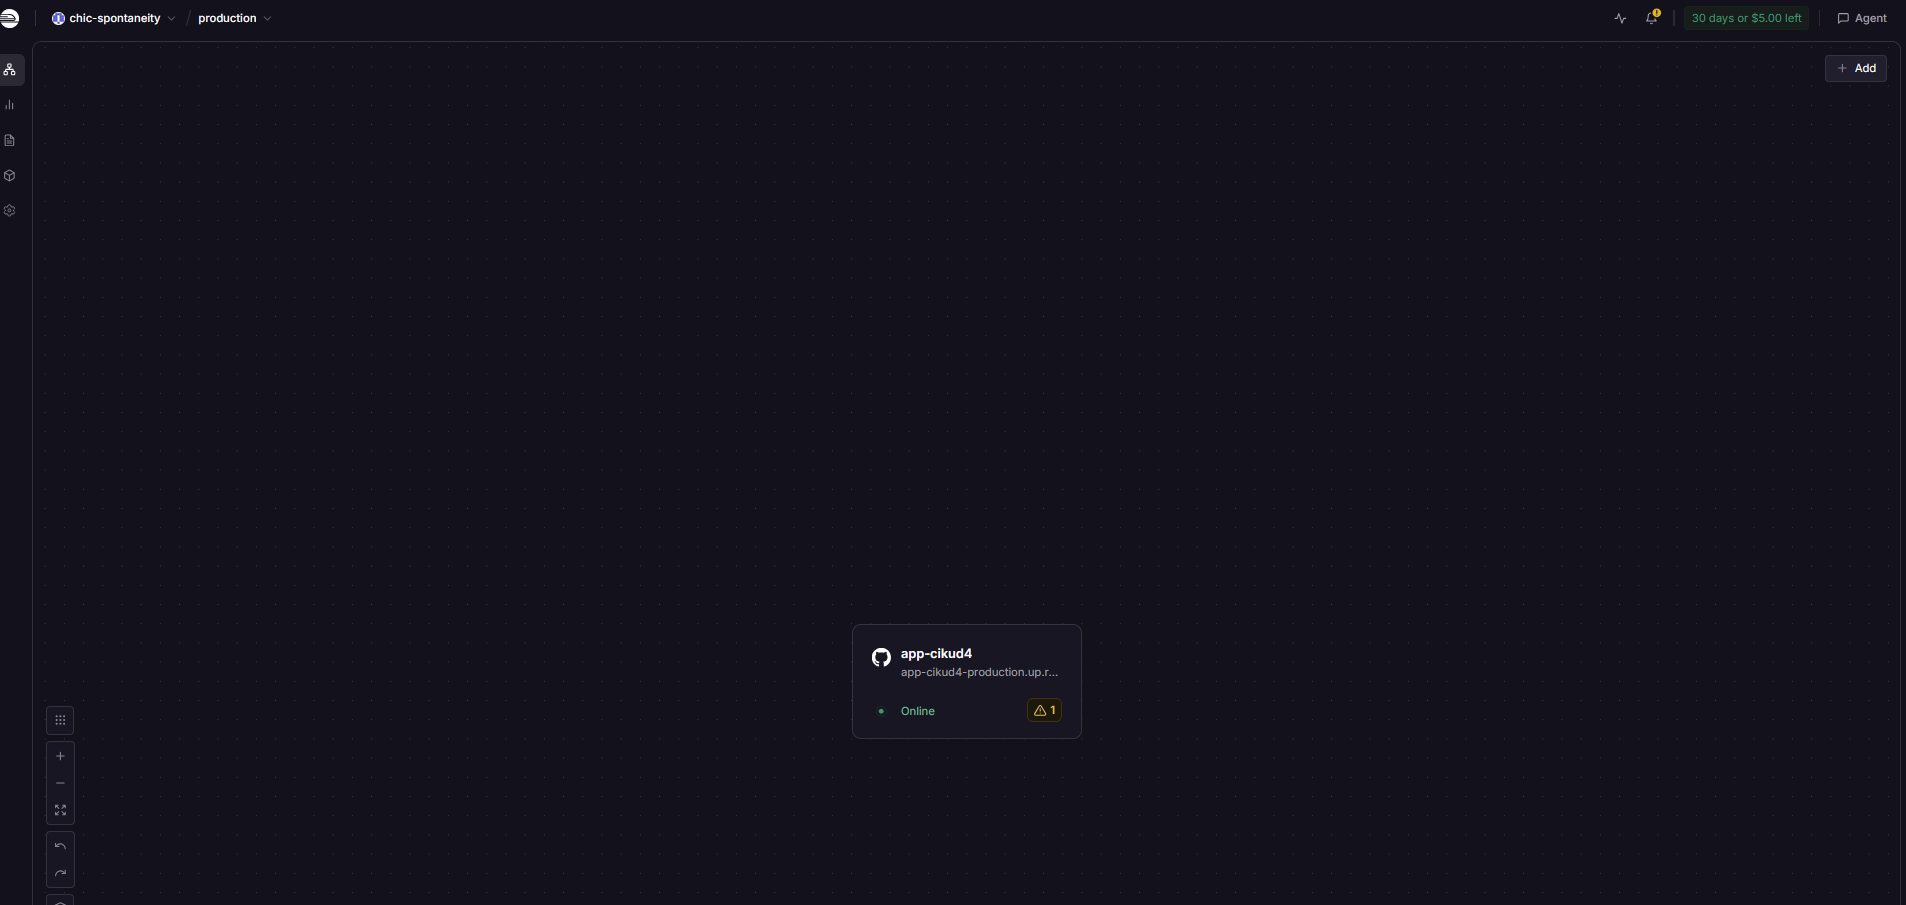 chic-spontaneity / production
30 days or $5.00 left
Agent
+ Add
app-cikud4
app-cikud4-production.up.r...
Online
1